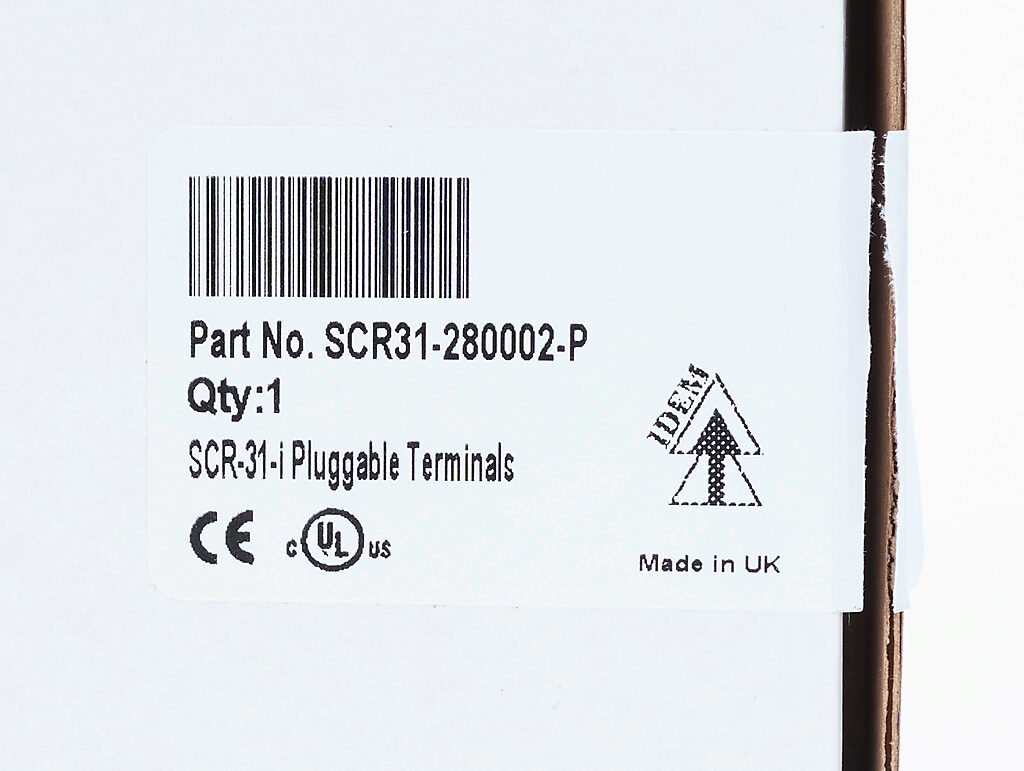 Part No. SCR31-280002-P
Qty:1
SCR-31-i Pluggable Terminals
IDEM
CE
c UL us
Made in UK